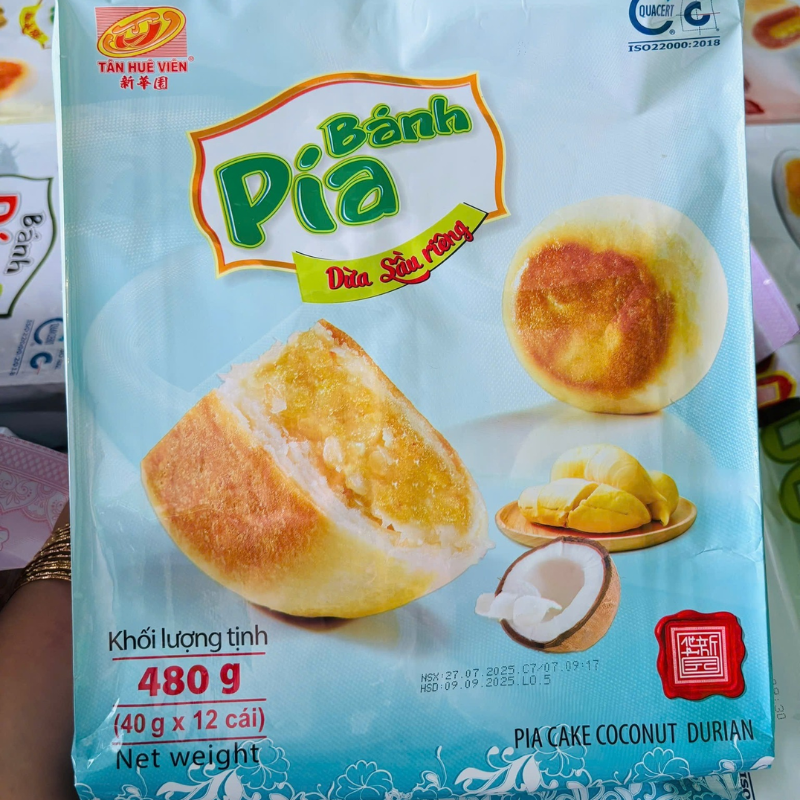 TÂN HUÊ VIÊN®
新華園
QUACERT
ISO22000:2018
Bánh
Pía
Dừa Sầu riêng
Khối lượng tịnh
480 g
(40 g x 12 cái)
Net weight
NSX:27.07.2025.C7/07.09:17
HSD:09.09.2025.L0.5
PIA CAKE COCONUT DURIAN
Bánh